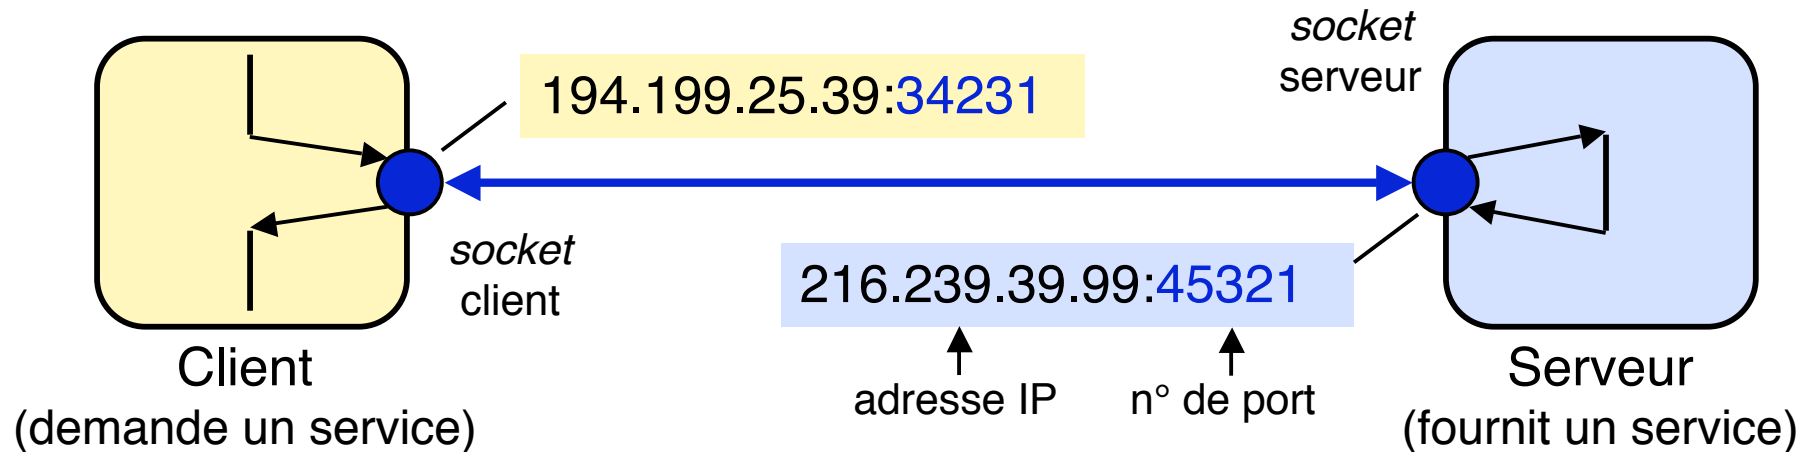 socket
serveur
194.199.25.39:34231
socket
client
216.239.39.99:45321
adresse IP
n° de port
Client
(demande un service)
Serveur
(fournit un service)